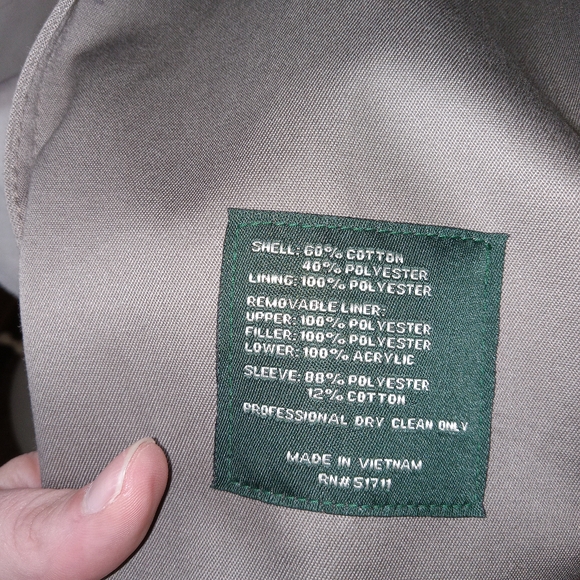 SHELL: 60% COTTON
40% POLYESTER
LINING: 100% POLYESTER
REMOVABLE LINER:
UPPER: 100% POLYESTER
FILLER: 100% POLYESTER
LOWER: 100% ACRYLIC
SLEEVE: 88% POLYESTER
12% COTTON
PROFESSIONAL DRY CLEAN ONLY
MADE IN VIETNAM
RN# 51711